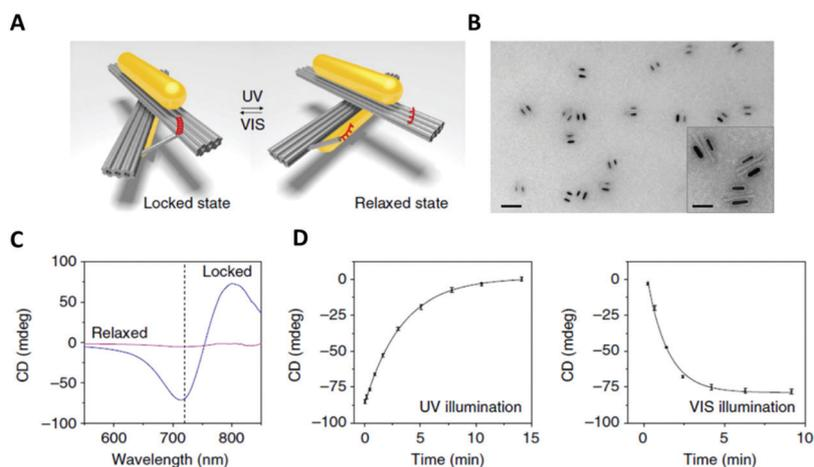 A
UV
VIS
Locked state
Relaxed state
B
C
CD (mdeg)
100
50
0
−50
−100
Locked
Relaxed
600
700
800
Wavelength (nm)
D
CD (mdeg)
0
−25
−50
−75
−100
UV illumination
0
5
10
15
Time (min)
CD (mdeg)
0
−25
−50
−75
−100
VIS illumination
0
5
10
Time (min)